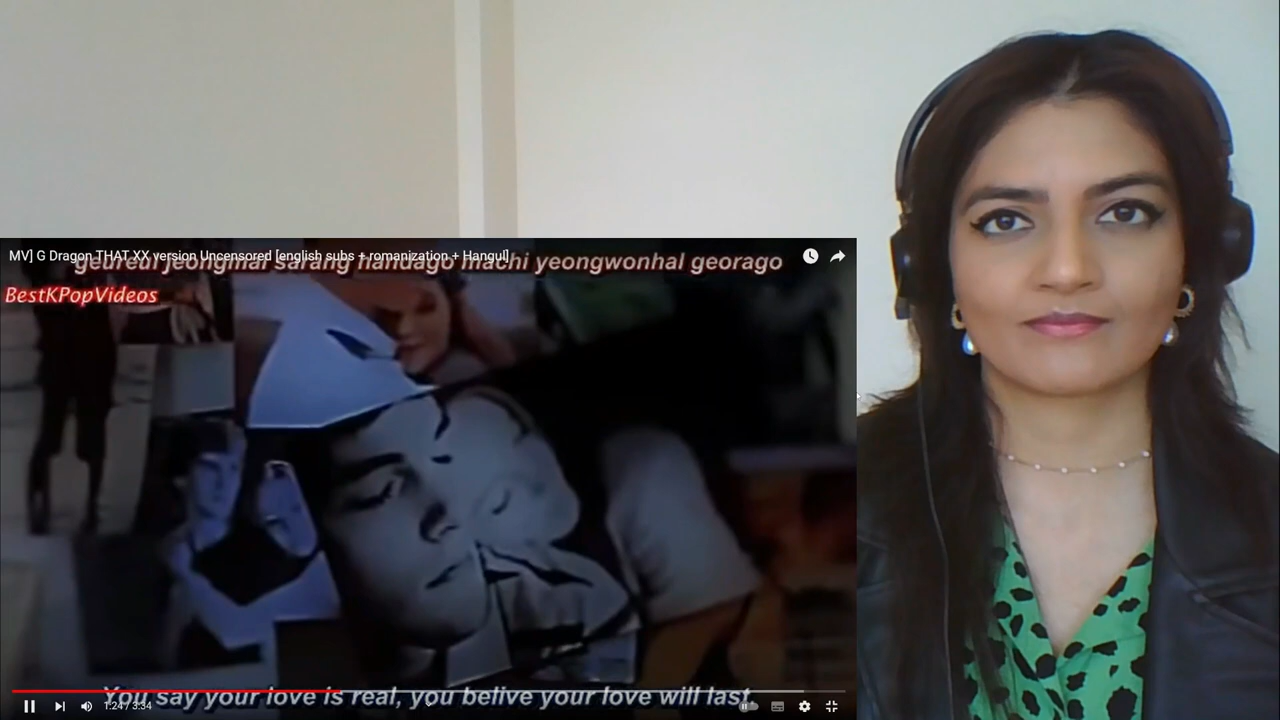 MV] G Dragon THAT XX version Uncensored [english subs + romanization + Hangul]
geureul jeongmal sarang handago machi yeongwonhal georago
BestKPopVideos
You say your love is real, you belive your love will last
1:24 / 3:34